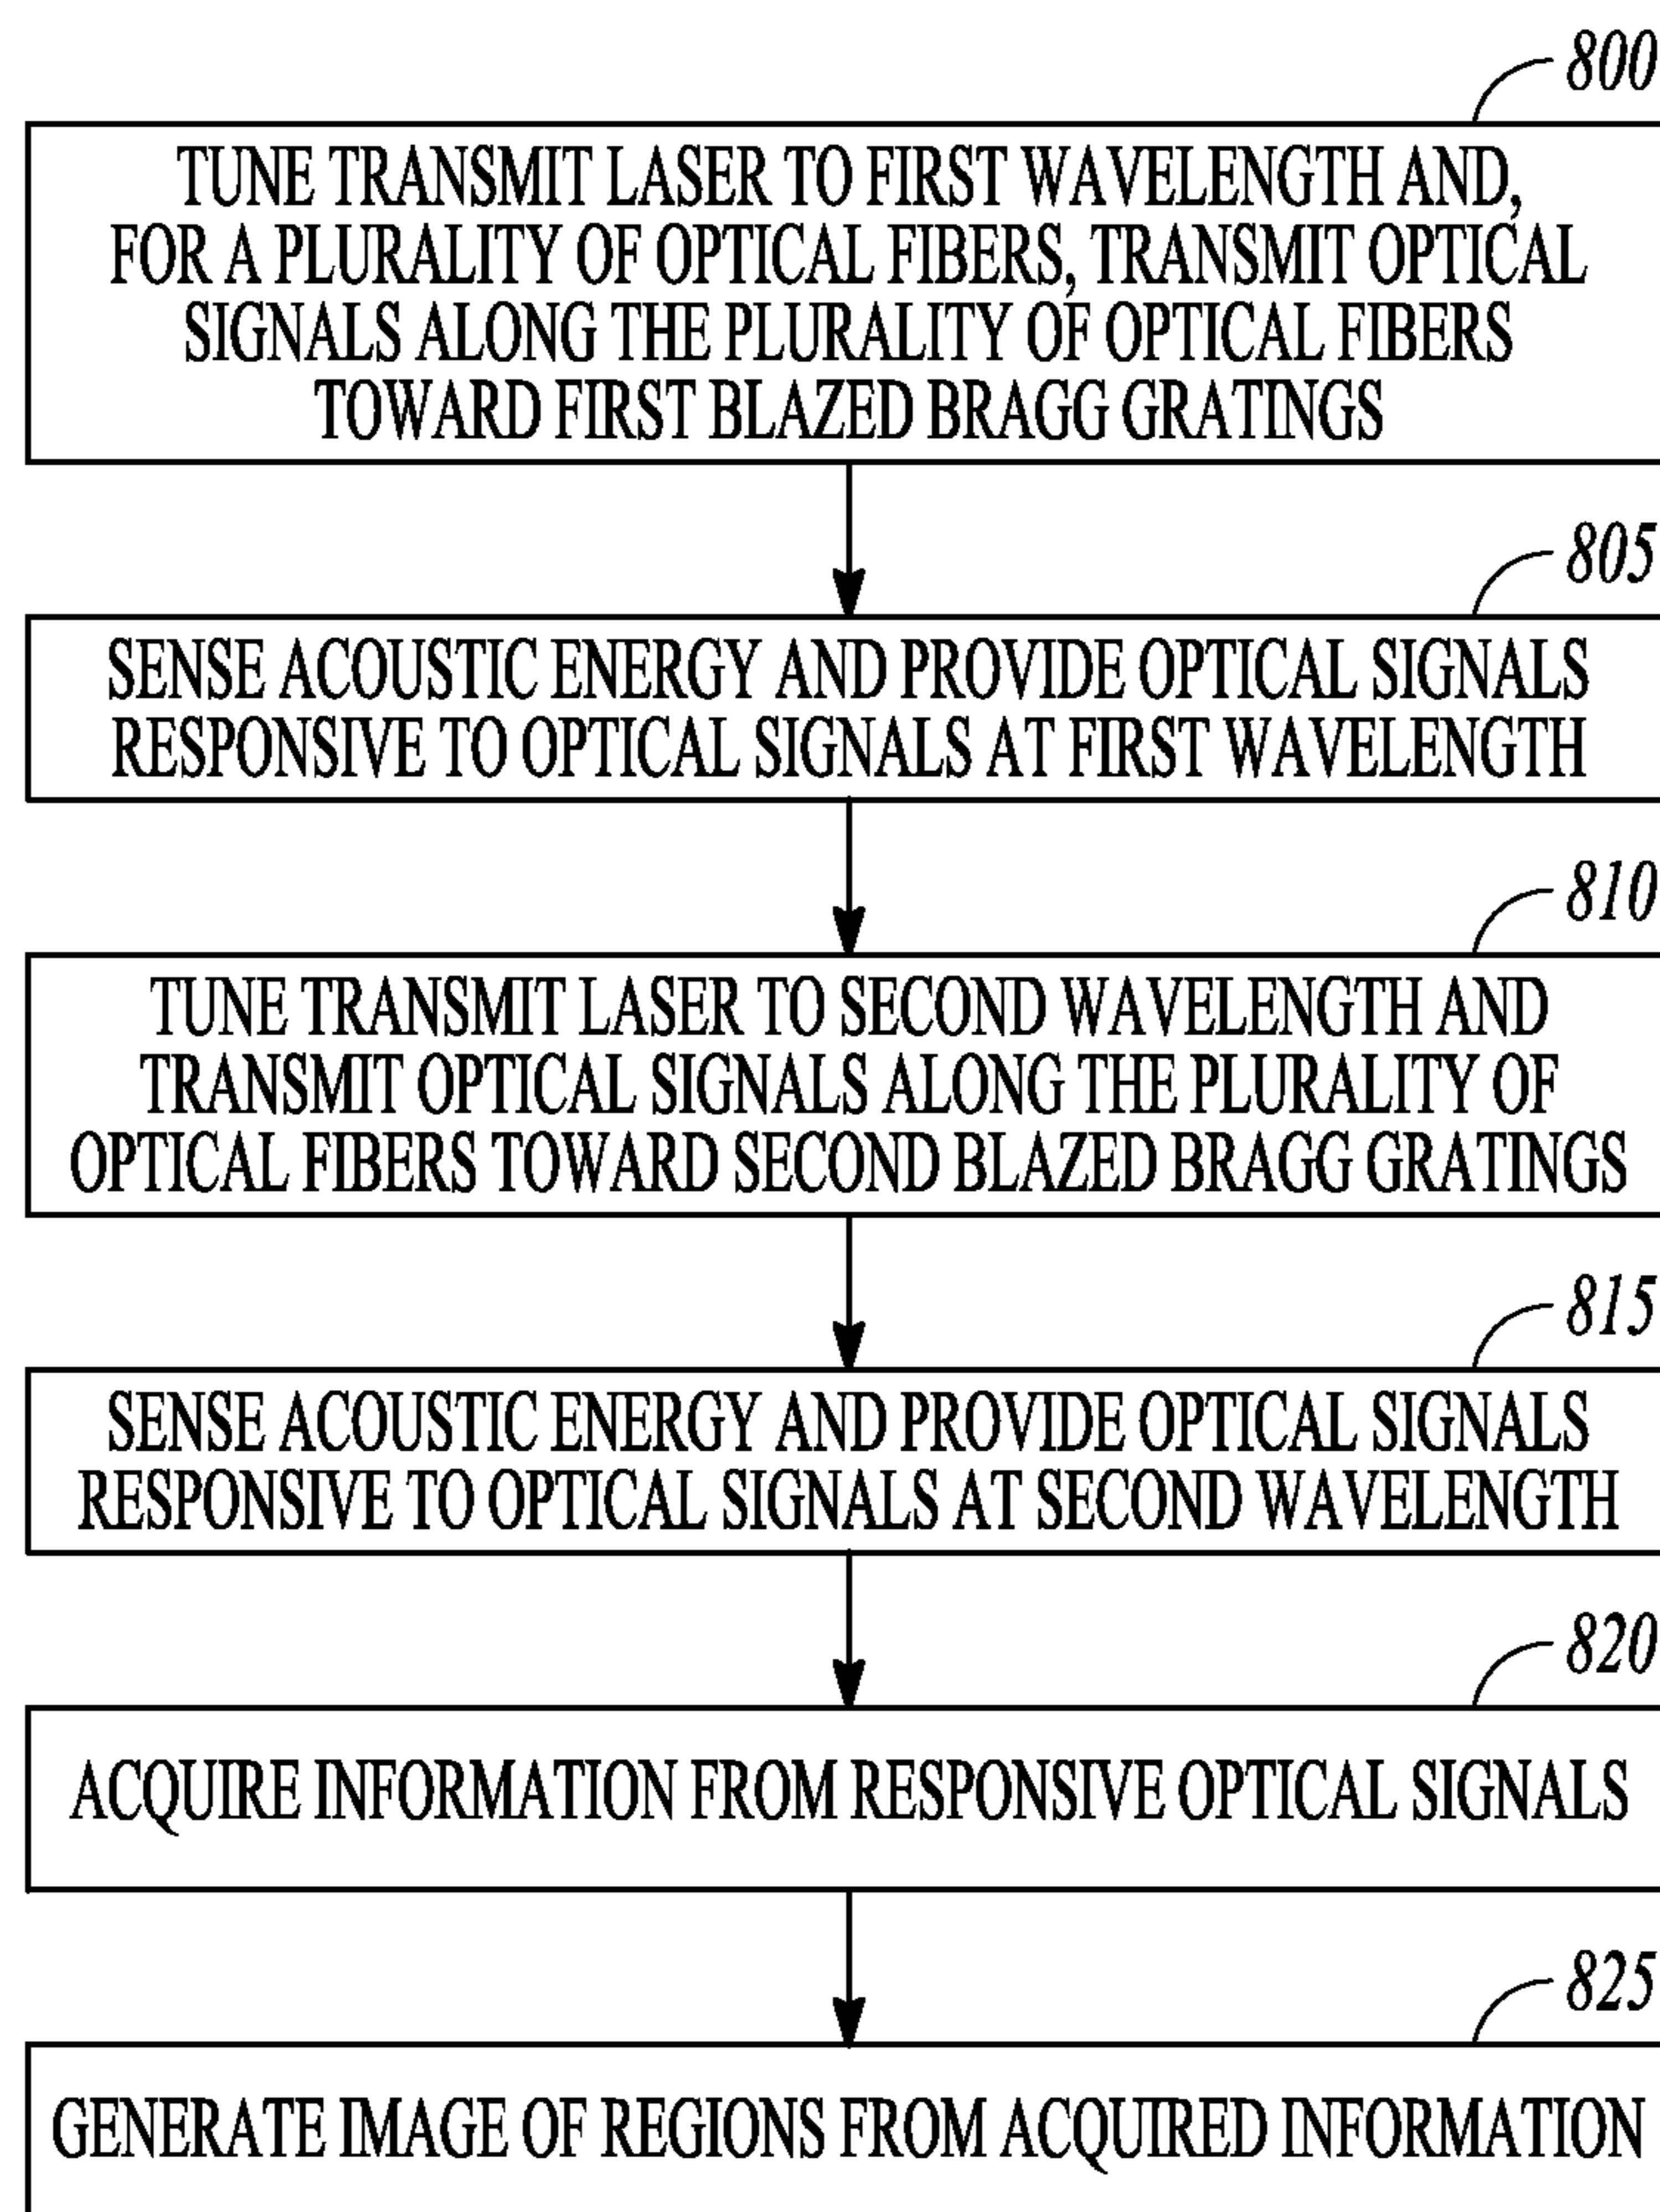 800
TUNE TRANSMIT LASER TO FIRST WAVELENGTH AND,
FOR A PLURALITY OF OPTICAL FIBERS, TRANSMIT OPTICAL
SIGNALS ALONG THE PLURALITY OF OPTICAL FIBERS
TOWARD FIRST BLAZED BRAGG GRATINGS
805
SENSE ACOUSTIC ENERGY AND PROVIDE OPTICAL SIGNALS
RESPONSIVE TO OPTICAL SIGNALS AT FIRST WAVELENGTH
810
TUNE TRANSMIT LASER TO SECOND WAVELENGTH AND
TRANSMIT OPTICAL SIGNALS ALONG THE PLURALITY OF
OPTICAL FIBERS TOWARD SECOND BLAZED BRAGG GRATINGS
815
SENSE ACOUSTIC ENERGY AND PROVIDE OPTICAL SIGNALS
RESPONSIVE TO OPTICAL SIGNALS AT SECOND WAVELENGTH
820
ACQUIRE INFORMATION FROM RESPONSIVE OPTICAL SIGNALS
825
GENERATE IMAGE OF REGIONS FROM ACQUIRED INFORMATION